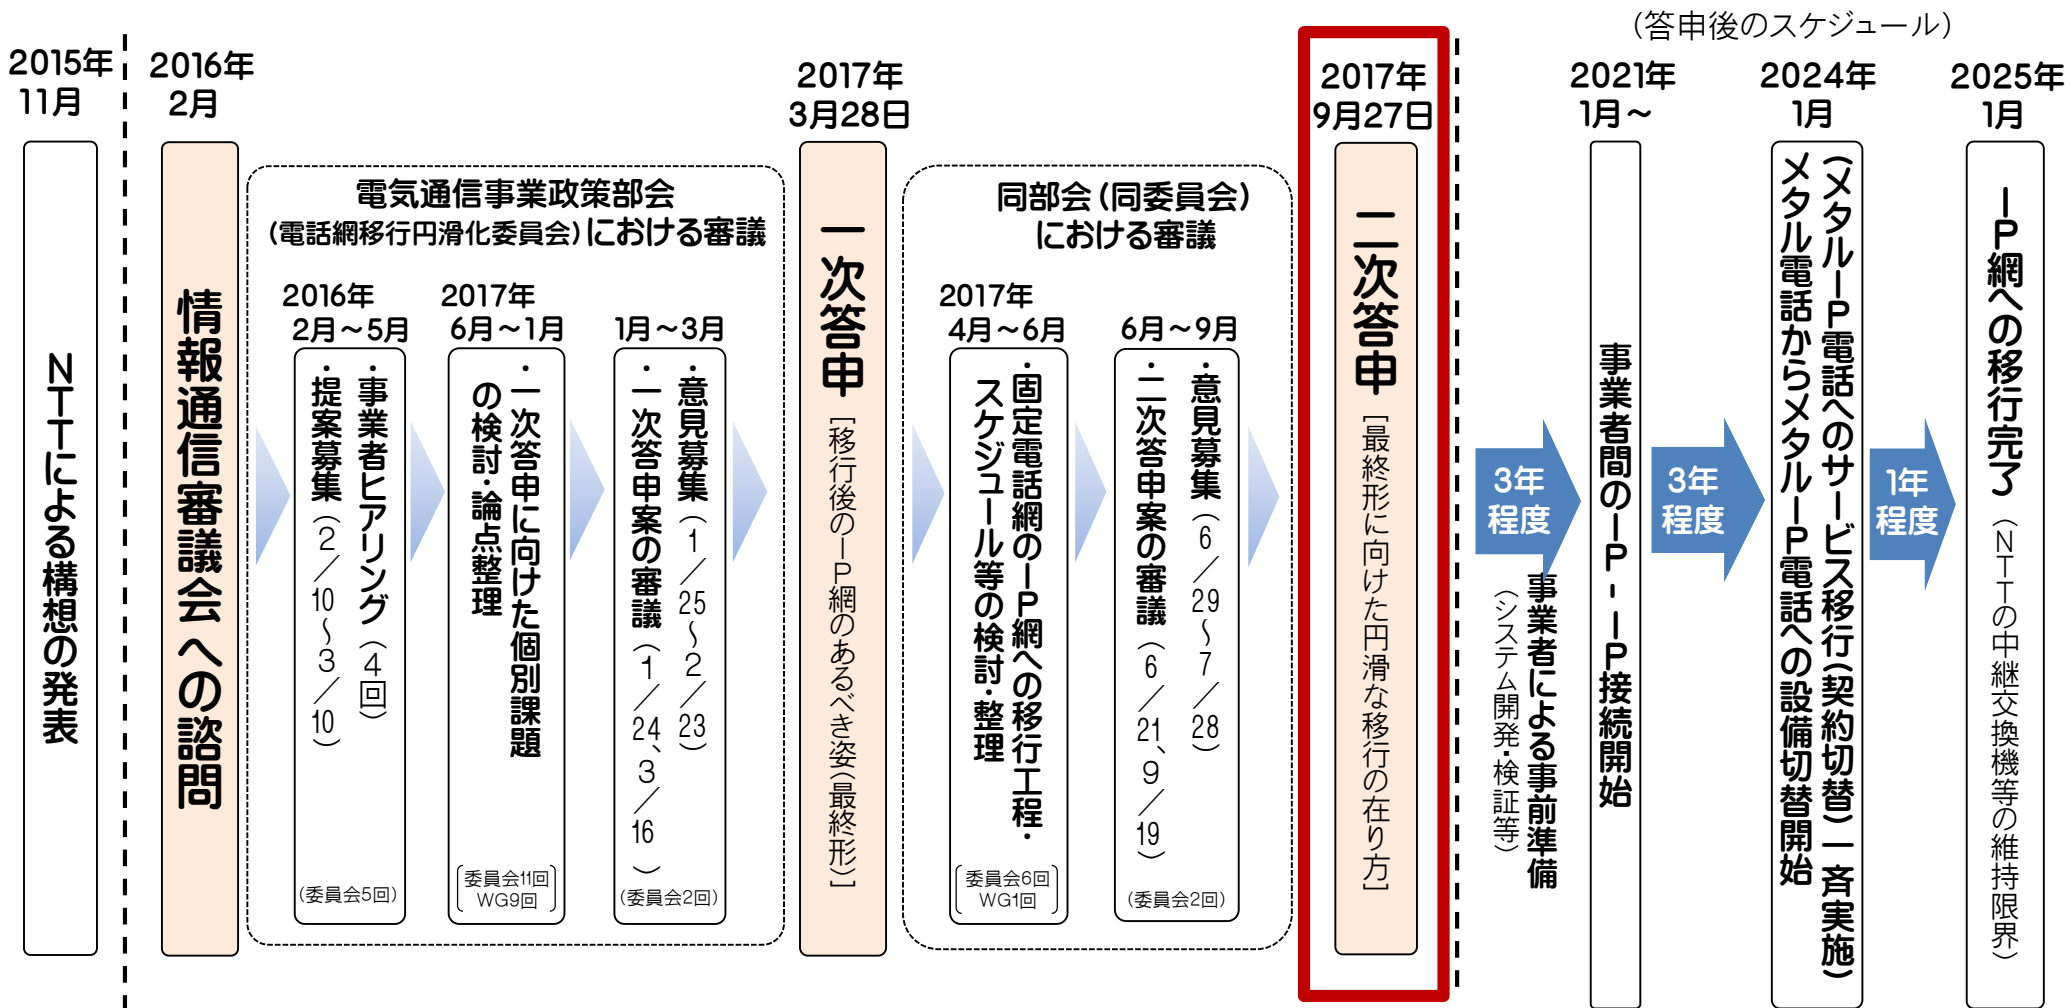 (答申後のスケジュール)
2015年
11月
NTTによる構想の発表
2016年
2月
情報通信審議会への諮問
電気通信事業政策部会
(電話網移行円滑化委員会)における審議
2016年
2月～5月
・事業者ヒアリング(4回)
・提案募集(2/10～3/10)
(委員会5回)
2017年
6月～1月
・一次答申に向けた個別課題
の検討・論点整理
委員会11回
WG9回
1月～3月
・意見募集(1/25～2/23)
・一次答申案の審議(1/24、3/16)
(委員会2回)
2017年
3月28日
一次答申[移行後のIP網のあるべき姿(最終形)]
同部会(同委員会)
における審議
2017年
4月～6月
・固定電話網のIP網への移行工程・
スケジュール等の検討・整理
委員会6回
WG1回
6月～9月
・意見募集(6/29～7/28)
・二次答申案の審議(6/21、9/19)
(委員会2回)
2017年
9月27日
二次答申[最終形に向けた円滑な移行の在り方]
3年
程度
事業者による事前準備
(システム開発・検証等)
2021年
1月～
事業者間のIP-IP接続開始
3年
程度
2024年
1月
(メタルIP電話へのサービス移行(契約切替)一斉実施)
メタル電話からメタルIP電話への設備切替開始
1年
程度
2025年
1月
IP網への移行完了(NTTの中継交換機等の維持限界)